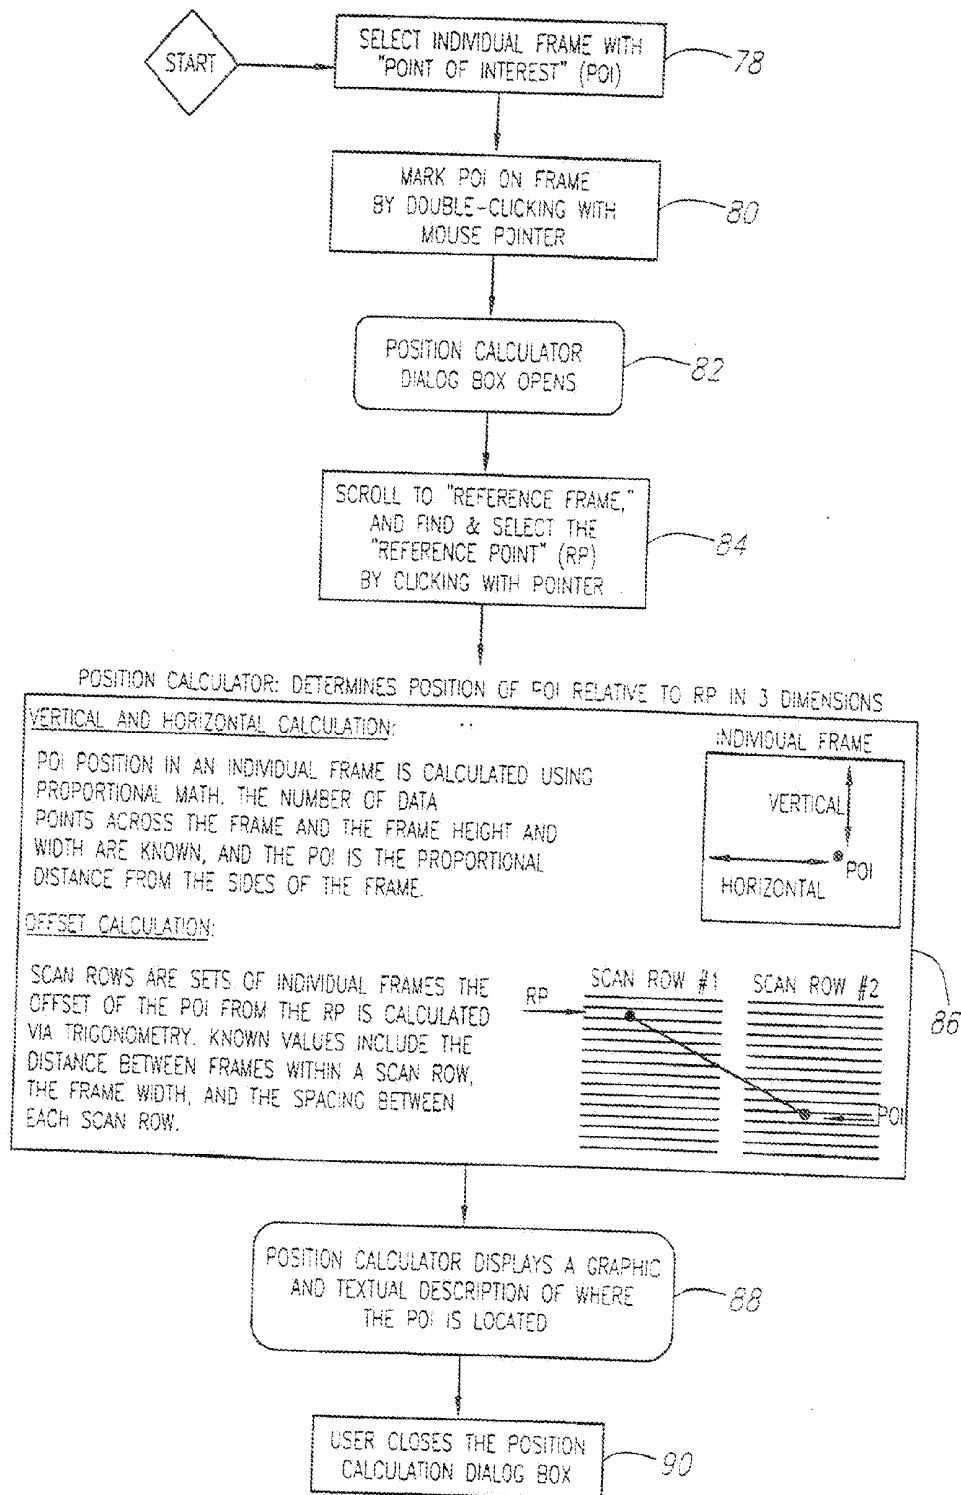 START
SELECT INDIVIDUAL FRAME WITH
"POINT OF INTEREST" (POI)
78
MARK POI ON FRAME
BY DOUBLE-CLICKING WITH
MOUSE POINTER
80
POSITION CALCULATOR
DIALOG BOX OPENS
82
SCROLL TO "REFERENCE FRAME,"
AND FIND & SELECT THE
"REFERENCE POINT" (RP)
BY CLICKING WITH POINTER
84
POSITION CALCULATOR: DETERMINES POSITION OF POI RELATIVE TO RP IN 3 DIMENSIONS
VERTICAL AND HORIZONTAL CALCULATION:
POI POSITION IN AN INDIVIDUAL FRAME IS CALCULATED USING
PROPORTIONAL MATH. THE NUMBER OF DATA
POINTS ACROSS THE FRAME AND THE FRAME HEIGHT AND
WIDTH ARE KNOWN, AND THE POI IS THE PROPORTIONAL
DISTANCE FROM THE SIDES OF THE FRAME.
INDIVIDUAL FRAME
VERTICAL
POI
HORIZONTAL
OFFSET CALCULATION:
SCAN ROWS ARE SETS OF INDIVIDUAL FRAMES THE
OFFSET OF THE POI FROM THE RP IS CALCULATED
VIA TRIGONOMETRY. KNOWN VALUES INCLUDE THE
DISTANCE BETWEEN FRAMES WITHIN A SCAN ROW,
THE FRAME WIDTH, AND THE SPACING BETWEEN
EACH SCAN ROW.
SCAN ROW #1
SCAN ROW #2
RP
POI
86
POSITION CALCULATOR DISPLAYS A GRAPHIC
AND TEXTUAL DESCRIPTION OF WHERE
THE POI IS LOCATED
88
USER CLOSES THE POSITION
CALCULATION DIALOG BOX
90